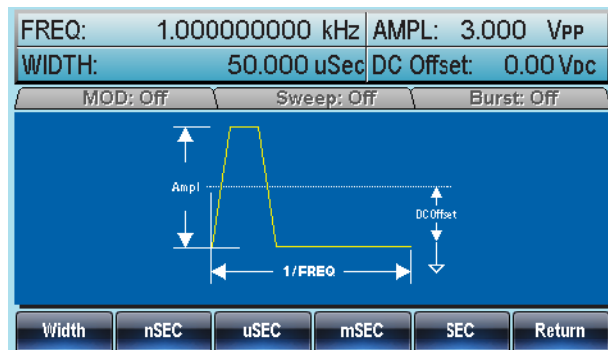 FREQ: 1.000000000 kHz AMPL: 3.000 VPP
WIDTH: 50.000 uSec DC Offset: 0.00 VDC
MOD: Off Sweep: Off Burst: Off
Ampl
DC Offset
1/FREQ
Width nSEC uSEC mSEC SEC Return